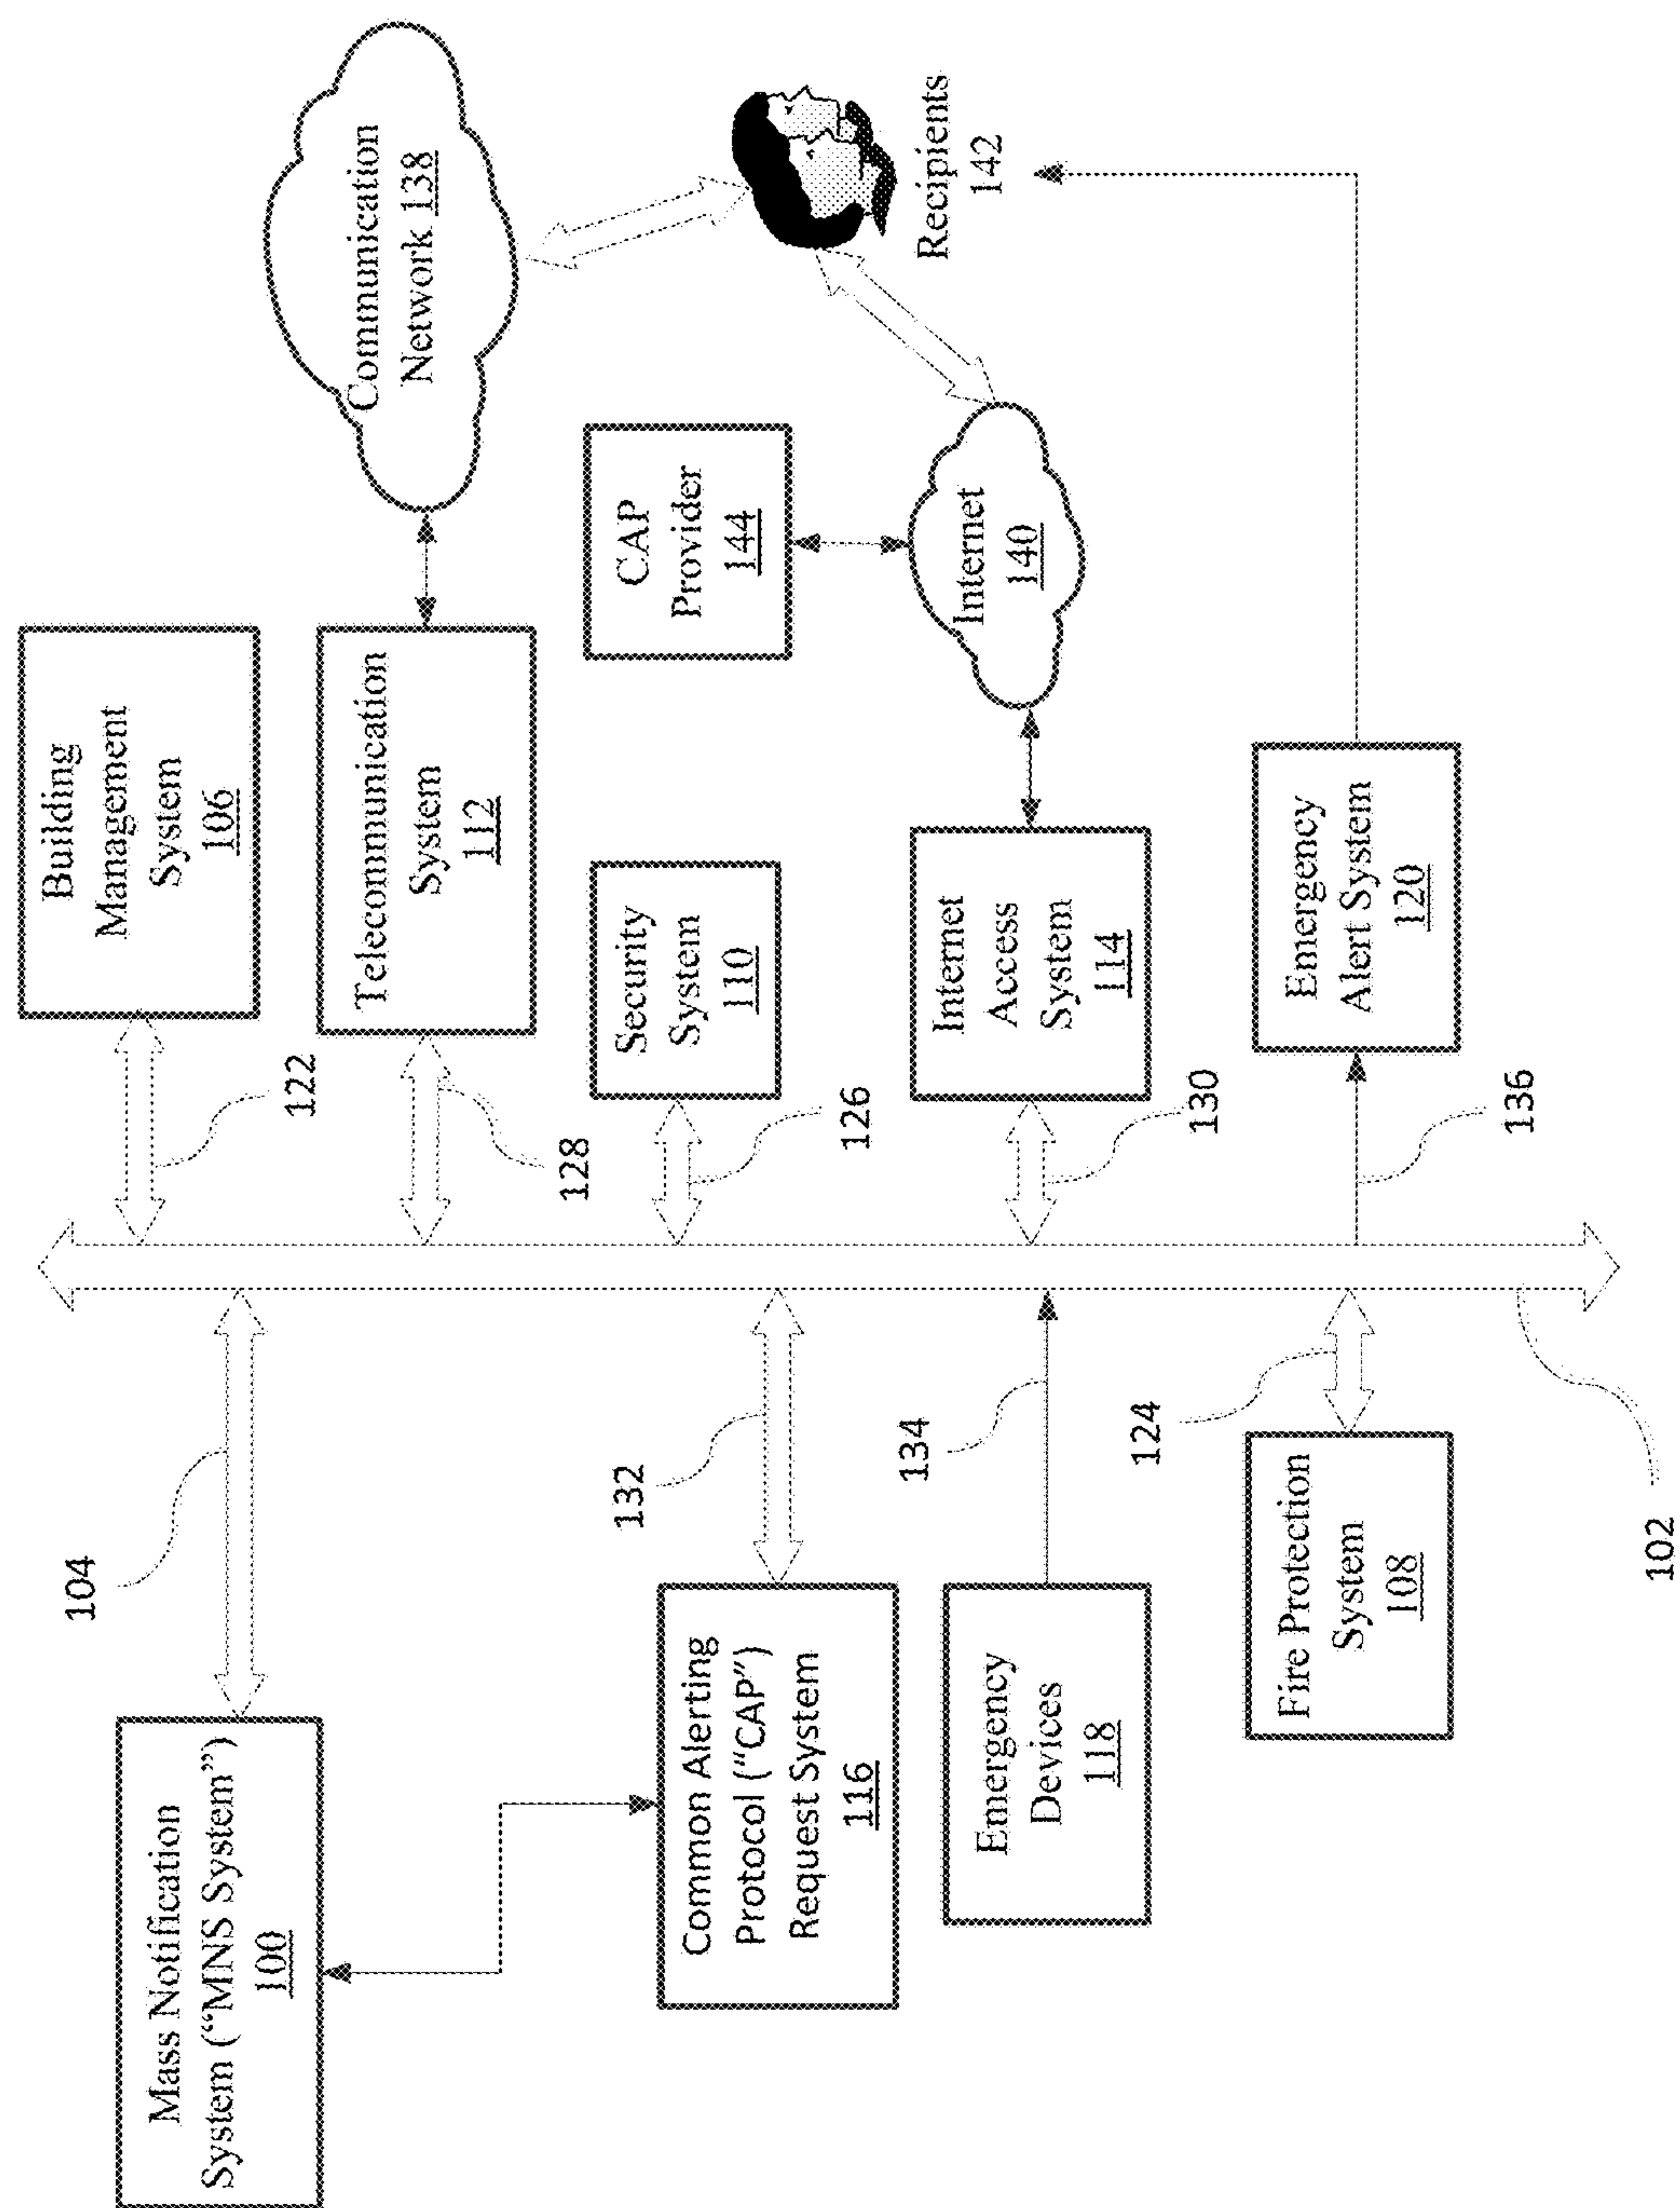 Mass Notification
System (“MNS System”)
100
104
Common Alerting
Protocol (“CAP”)
Request System
116
132
Emergency
Devices
118
134
Fire Protection
System
108
124
102
Building
Management
System
106
122
Telecommunication
System
112
128
Security
System
110
126
Internet
Access
System
114
130
Emergency
Alert System
120
136
Communication
Network 138
CAP
Provider
144
Internet
140
Recipients
142